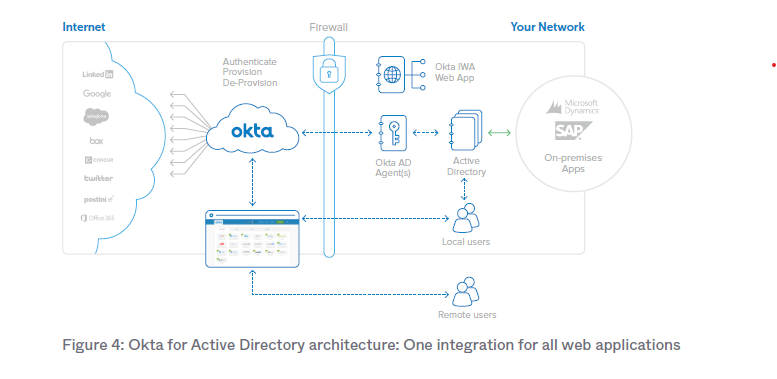 Internet
Firewall
Your Network
Authenticate
Provision
De-Provision
Okta IWA
Web App
LinkedIn
Google
salesforce
box
CONCUR
twitter
postini
Office 365
okta
Okta AD
Agent(s)
Active
Directory
Microsoft
Dynamics
SAP
On-premises
Apps
Local users
Remote users
Figure 4: Okta for Active Directory architecture: One integration for all web applications